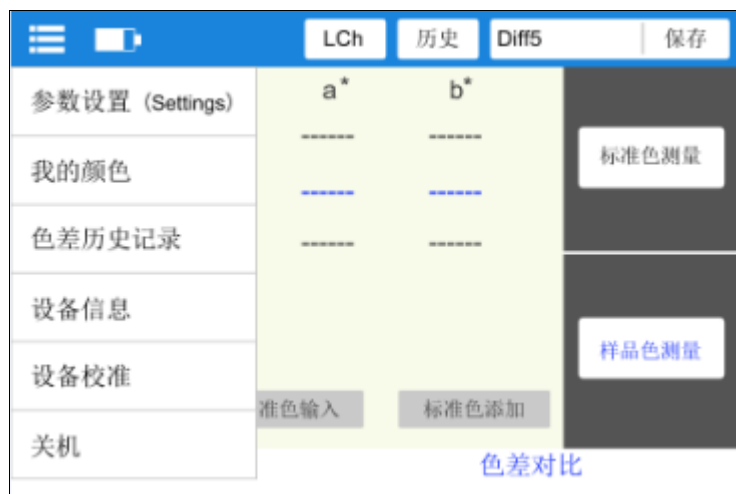 LCh 历史 Diff5 保存
参数设置（Settings）
a* b*
------ ------
标准色测量
我的颜色
------ ------
色差历史记录
------ ------
设备信息
样品色测量
设备校准
准色输入 标准色添加
关机
色差对比